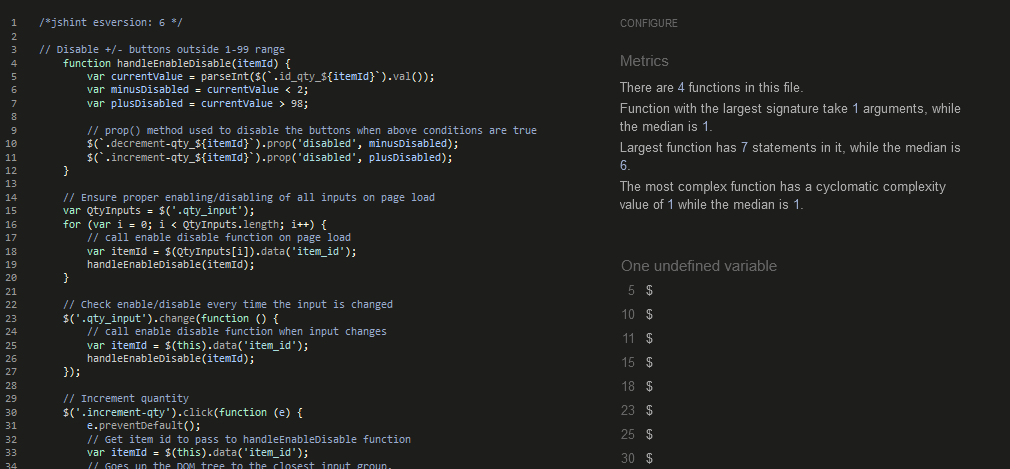 1 /*jshint esversion: 6 */
2
3 // Disable +/- buttons outside 1-99 range
4 function handleEnableDisable(itemId) {
5 var currentValue = parseInt($(`.id_qty_${itemId}`).val());
6 var minusDisabled = currentValue < 2;
7 var plusDisabled = currentValue > 98;
8
9 // prop() method used to disable the buttons when above conditions are true
10 $(`.decrement-qty_${itemId}`).prop('disabled', minusDisabled);
11 $(`.increment-qty_${itemId}`).prop('disabled', plusDisabled);
12 }
13
14 // Ensure proper enabling/disabling of all inputs on page load
15 var QtyInputs = $('.qty_input');
16 for (var i = 0; i < QtyInputs.length; i++) {
17 // call enable disable function on page load
18 var itemId = $(QtyInputs[i]).data('item_id');
19 handleEnableDisable(itemId);
20 }
21
22 // Check enable/disable every time the input is changed
23 $('.qty_input').change(function () {
24 // call enable disable function when input changes
25 var itemId = $(this).data('item_id');
26 handleEnableDisable(itemId);
27 });
28
29 // Increment quantity
30 $('.increment-qty').click(function (e) {
31 e.preventDefault();
32 // Get item id to pass to handleEnableDisable function
33 var itemId = $(this).data('item_id');
34 // Goes up the DOM tree to the closest input group.
CONFIGURE
Metrics
There are 4 functions in this file.
Function with the largest signature take 1 arguments, while
the median is 1.
Largest function has 7 statements in it, while the median is
6.
The most complex function has a cyclomatic complexity
value of 1 while the median is 1.
One undefined variable
5 $
10 $
11 $
15 $
18 $
23 $
25 $
30 $